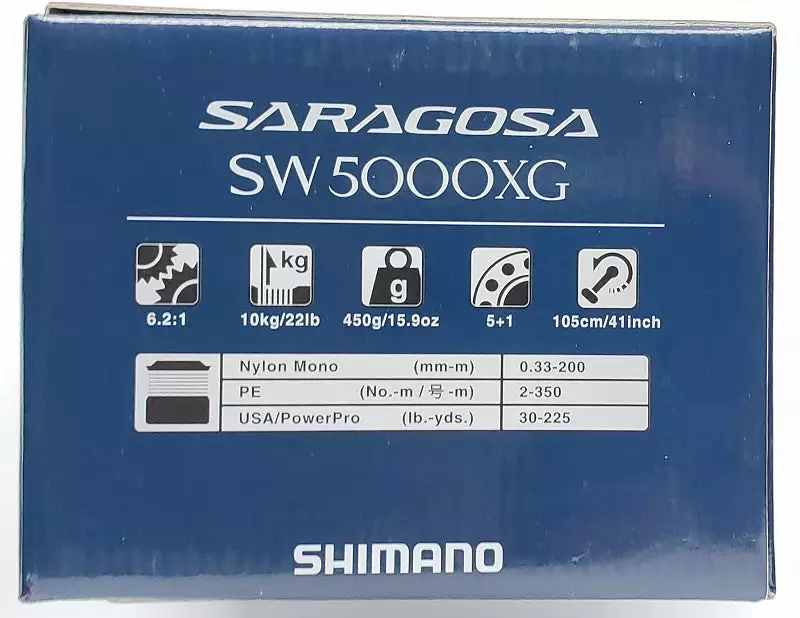 SARAGOSA
SW 5000XG
kg
g
6.2:1 10kg/22lb 450g/15.9oz 5+1 105cm/41inch
Nylon Mono (mm-m) 0.33-200
PE (No.-m / 号 -m) 2-350
USA/PowerPro (lb.-yds.) 30-225
SHIMANO